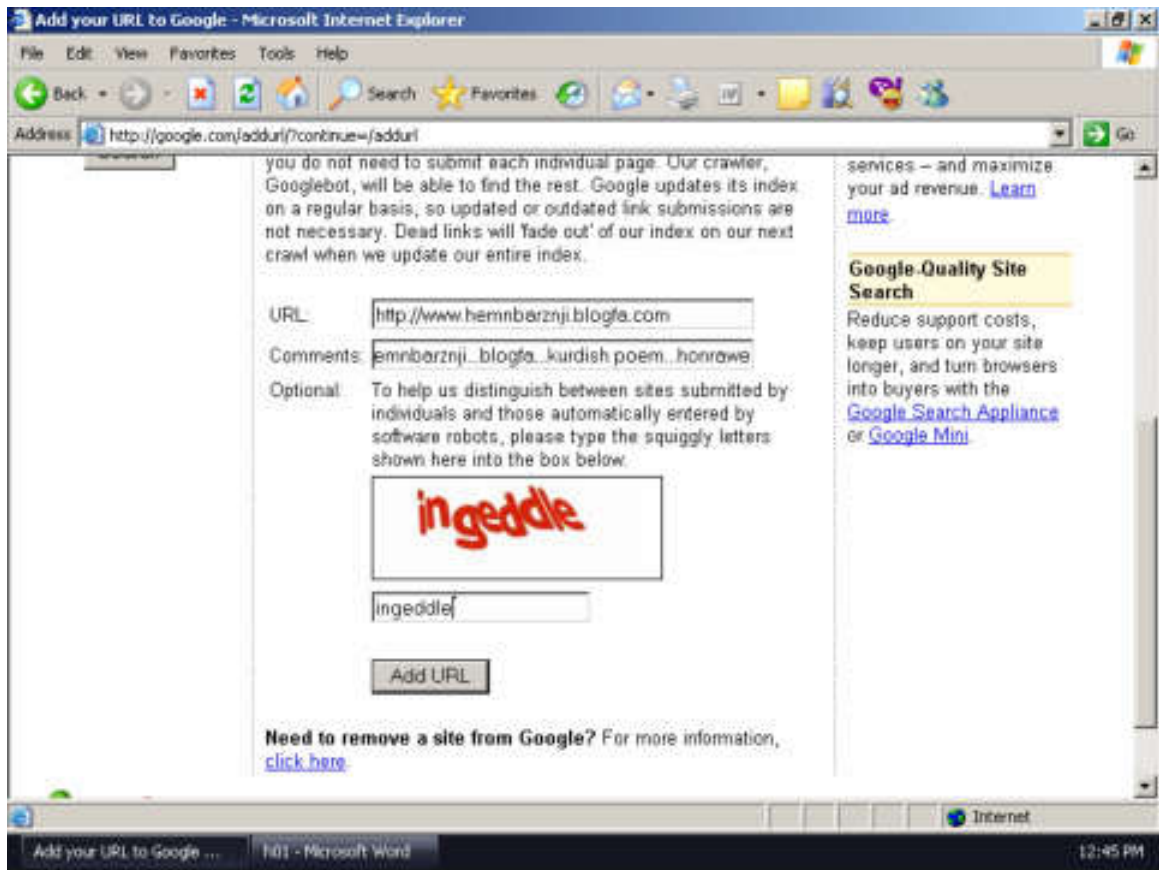 Add your URL to Google - Microsoft Internet Explorer
File Edit View Favorites Tools Help
Back Search Favorites
Address http://google.com/addurl/?continue=/addurl Go
you do not need to submit each individual page. Our crawler,
Googlebot, will be able to find the rest. Google updates its index
on a regular basis, so updated or outdated link submissions are
not necessary. Dead links will 'fade out' of our index on our next
crawl when we update our entire index.
URL: http://www.hemnbarznji.blogfa.com
Comments: emnbarznji..blogfa...kurdish poem..honrawe
Optional: To help us distinguish between sites submitted by
individuals and those automatically entered by
software robots, please type the squiggly letters
shown here into the box below.
ingeddle
ingeddle
Add URL
Need to remove a site from Google? For more information,
click here.
services – and maximize
your ad revenue. Learn
more.
Google-Quality Site
Search
Reduce support costs,
keep users on your site
longer, and turn browsers
into buyers with the
Google Search Appliance
or Google Mini.
Internet
Add your URL to Google ... h01 - Microsoft Word 12:45 PM